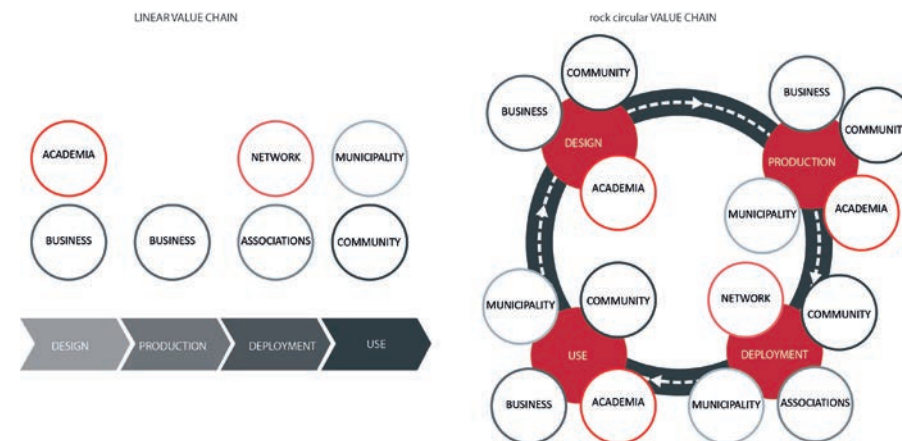 LINEAR VALUE CHAIN
ACADEMIA
NETWORK
MUNICIPALITY
BUSINESS
BUSINESS
ASSOCIATIONS
COMMUNITY
DESIGN
PRODUCTION
DEPLOYMENT
USE
rock circular VALUE CHAIN
COMMUNITY
BUSINESS
DESIGN
ACADEMIA
BUSINESS
COMMUNIT
PRODUCTION
MUNICIPALITY
ACADEMIA
MUNICIPALITY
COMMUNITY
USE
BUSINESS
ACADEMIA
NETWORK
COMMUNITY
DEPLOYMENT
MUNICIPALITY
ASSOCIATIONS